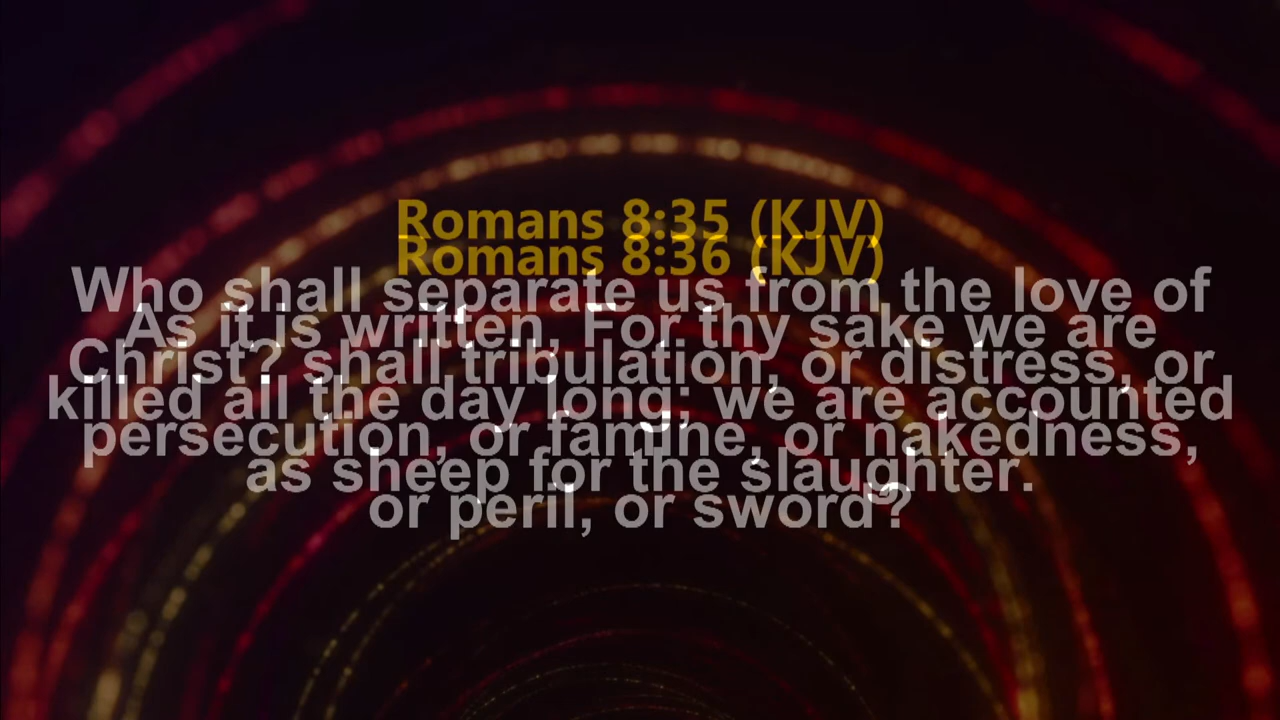 Romans 8:35 (KJV)
Who shall separate us from the love of
Christ? shall tribulation, or distress, or
persecution, or famine, or nakedness,
or peril, or sword?
Romans 8:36 (KJV)
As it is written, For thy sake we are
killed all the day long; we are accounted
as sheep for the slaughter.